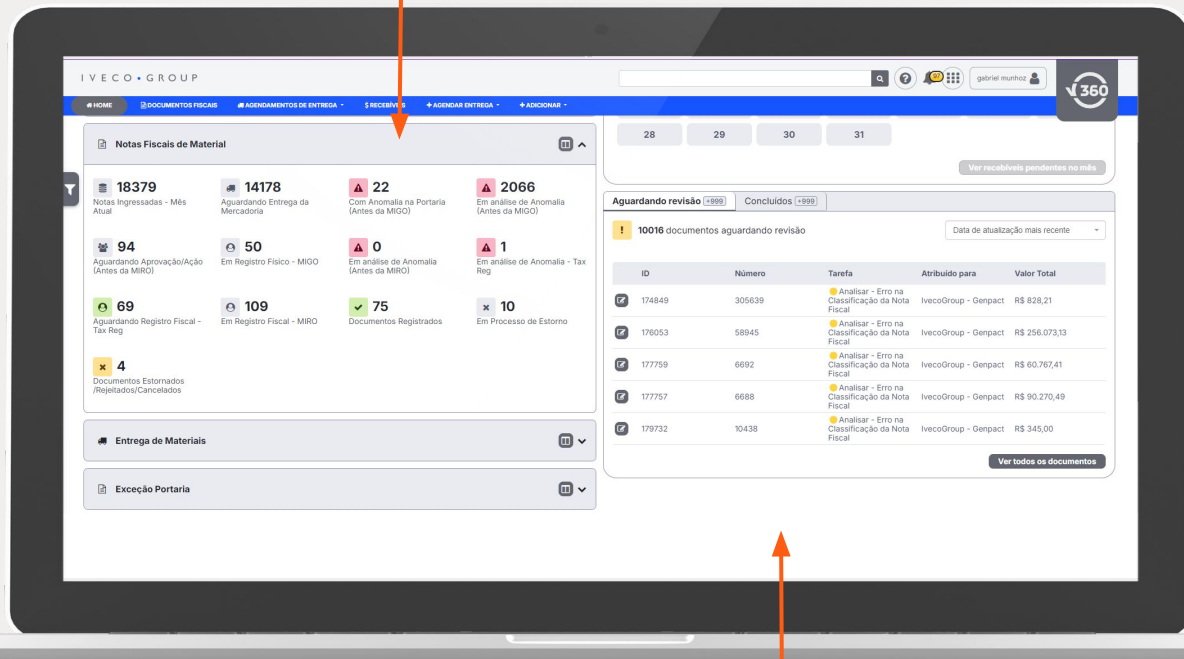 IVECO•GROUP
97
gabriel munhoz
360
HOME
DOCUMENTOS FISCAIS
AGENDAMENTOS DE ENTREGA
$ RECEBÍVEIS
+ AGENDAR ENTREGA
+ ADICIONAR
Notas Fiscais de Material
18379
Notas Ingressadas - Mês
Atual
14178
Aguardando Entrega da
Mercadoria
22
Com Anomalia na Portaria
(Antes da MIGO)
2066
Em análise de Anomalia
(Antes da MIGO)
94
Aguardando Aprovação/Ação
(Antes da MIRO)
50
Em Registro Físico - MIGO
0
Em análise de Anomalia
(Antes da MIRO)
1
Em análise de Anomalia - Tax
Reg
69
Aguardando Registro Fiscal -
Tax Reg
109
Em Registro Fiscal - MIRO
75
Documentos Registrados
10
Em Processo de Estorno
4
Documentos Estornados
/Rejeitados/Cancelados
Entrega de Materiais
Exceção Portaria
28 29 30 31
Ver recebíveis pendentes no mês
Aguardando revisão +999
Concluídos +999
10016 documentos aguardando revisão
Data de atualização mais recente
ID Número Tarefa Atribuído para Valor Total
174849 305639 Analisar - Erro na
Classificação da Nota
Fiscal
IvecoGroup - Genpact R$ 828,21
176053 58945 Analisar - Erro na
Classificação da Nota
Fiscal
IvecoGroup - Genpact R$ 256.073,13
177759 6692 Analisar - Erro na
Classificação da Nota
Fiscal
IvecoGroup - Genpact R$ 60.767,41
177757 6688 Analisar - Erro na
Classificação da Nota
Fiscal
IvecoGroup - Genpact R$ 90.270,49
179732 10438 Analisar - Erro na
Classificação da Nota
Fiscal
IvecoGroup - Genpact R$ 345,00
Ver todos os documentos